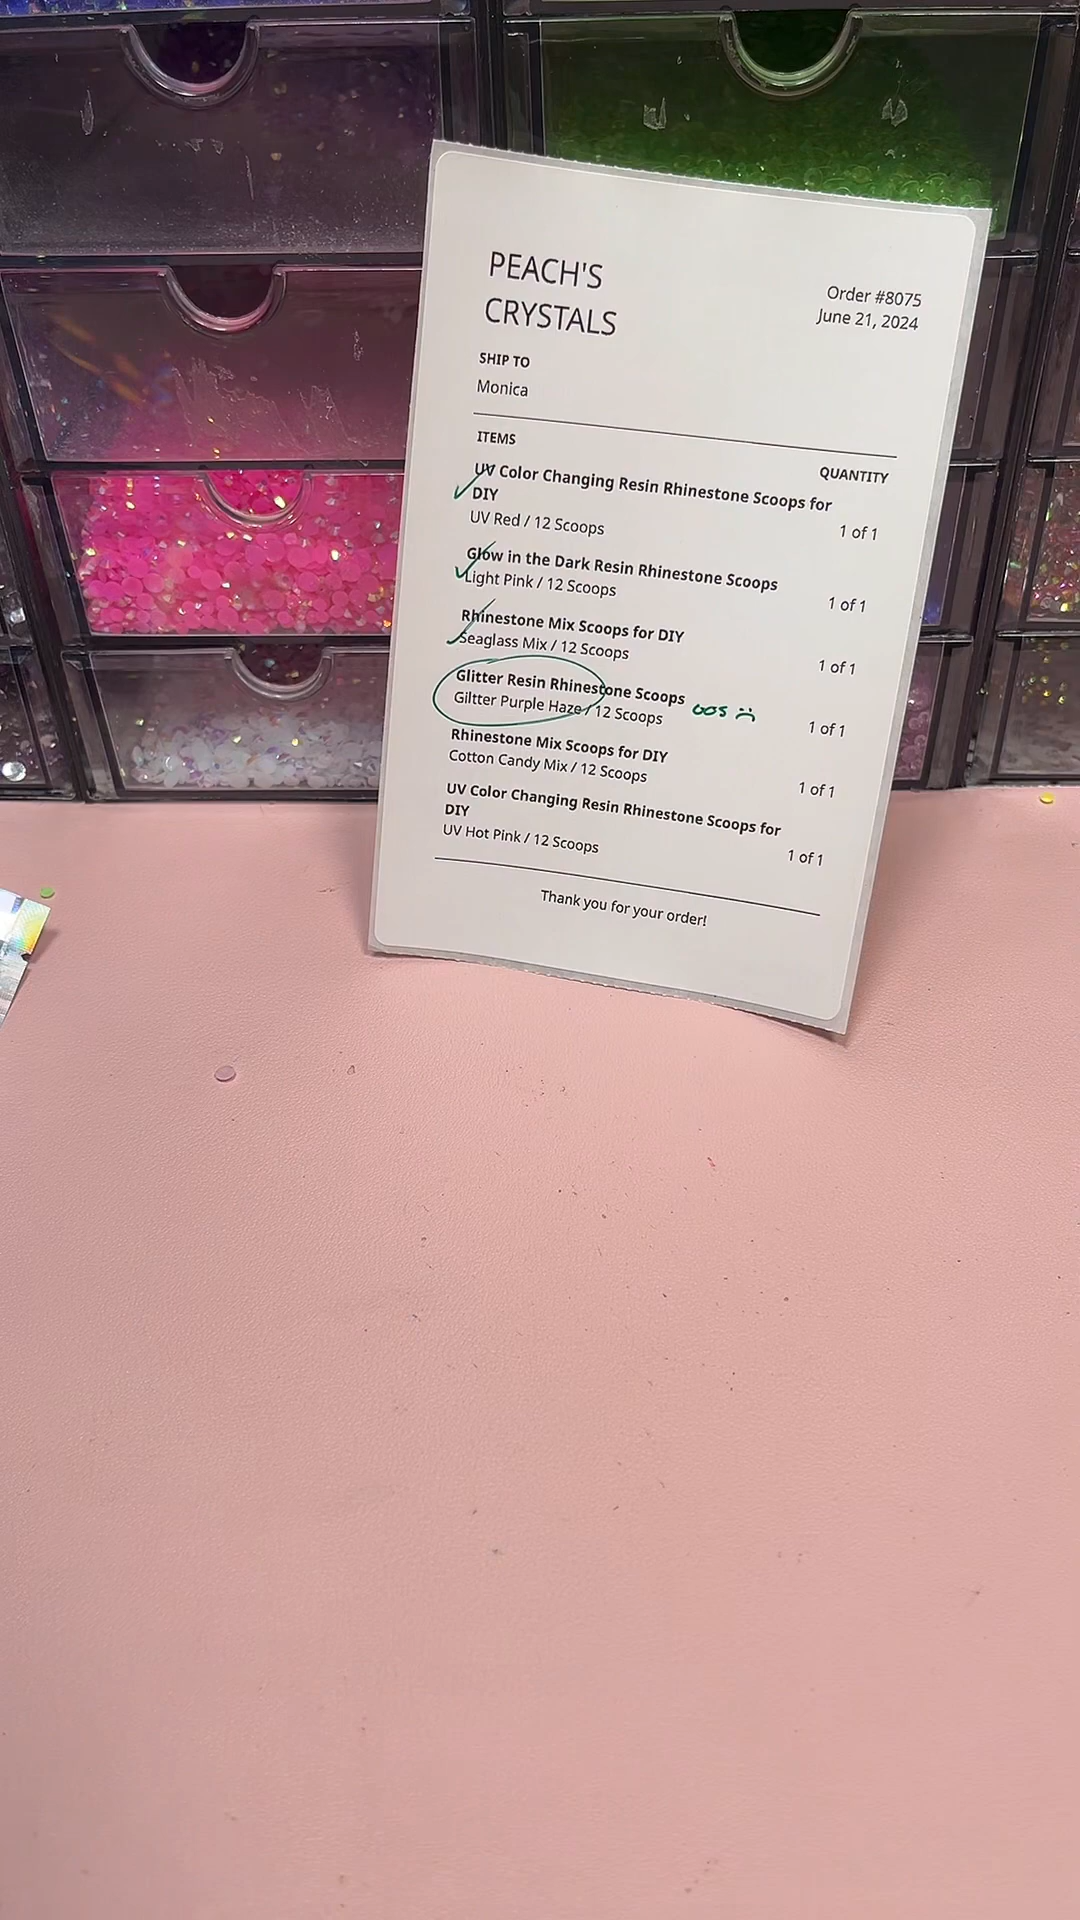 PEACH'S
CRYSTALS
Order #8075
June 21, 2024
SHIP TO
Monica
ITEMS
QUANTITY
UV Color Changing Resin Rhinestone Scoops for
DIY
UV Red / 12 Scoops
1 of 1
Glow in the Dark Resin Rhinestone Scoops
Light Pink / 12 Scoops
1 of 1
Rhinestone Mix Scoops for DIY
Seaglass Mix / 12 Scoops
1 of 1
Glitter Resin Rhinestone Scoops
Giltter Purple Haze / 12 Scoops
OOS :(
1 of 1
Rhinestone Mix Scoops for DIY
Cotton Candy Mix / 12 Scoops
1 of 1
UV Color Changing Resin Rhinestone Scoops for
DIY
UV Hot Pink / 12 Scoops
1 of 1
Thank you for your order!